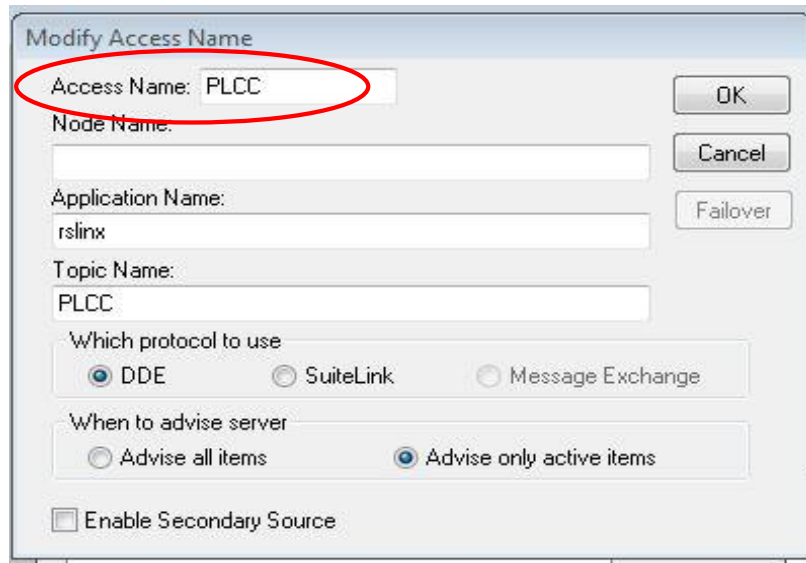 Modify Access Name
Access Name: PLCC
OK
Node Name:
Cancel
Application Name:
Failover
rslinx
Topic Name:
PLCC
Which protocol to use
DDE SuiteLink Message Exchange
When to advise server
Advise all items Advise only active items
Enable Secondary Source